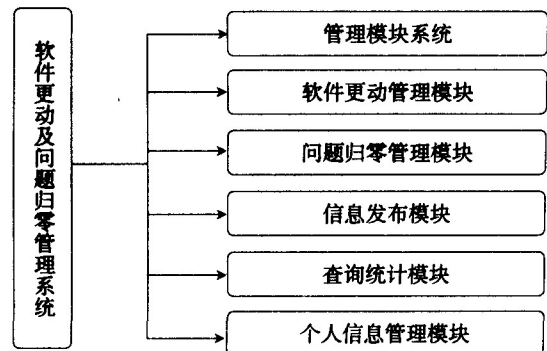 软件更动及问题归零管理系统
管理模块系统
软件更动管理模块
问题归零管理模块
信息发布模块
查询统计模块
个人信息管理模块